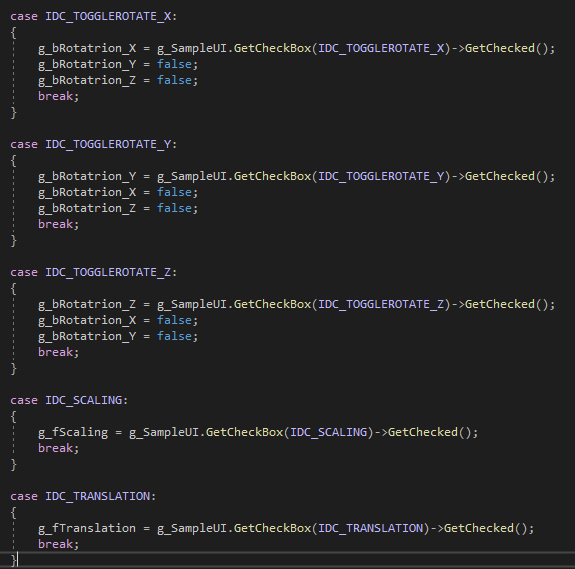 case IDC_TOGGLEROTATE_X:
{
    g_bRotatrion_X = g_SampleUI.GetCheckBox(IDC_TOGGLEROTATE_X)->GetChecked();
    g_bRotatrion_Y = false;
    g_bRotatrion_Z = false;
    break;
}

case IDC_TOGGLEROTATE_Y:
{
    g_bRotatrion_Y = g_SampleUI.GetCheckBox(IDC_TOGGLEROTATE_Y)->GetChecked();
    g_bRotatrion_X = false;
    g_bRotatrion_Z = false;
    break;
}

case IDC_TOGGLEROTATE_Z:
{
    g_bRotatrion_Z = g_SampleUI.GetCheckBox(IDC_TOGGLEROTATE_Z)->GetChecked();
    g_bRotatrion_X = false;
    g_bRotatrion_Y = false;
    break;
}

case IDC_SCALING:
{
    g_fScaling = g_SampleUI.GetCheckBox(IDC_SCALING)->GetChecked();
    break;
}

case IDC_TRANSLATION:
{
    g_fTranslation = g_SampleUI.GetCheckBox(IDC_TRANSLATION)->GetChecked();
    break;
}